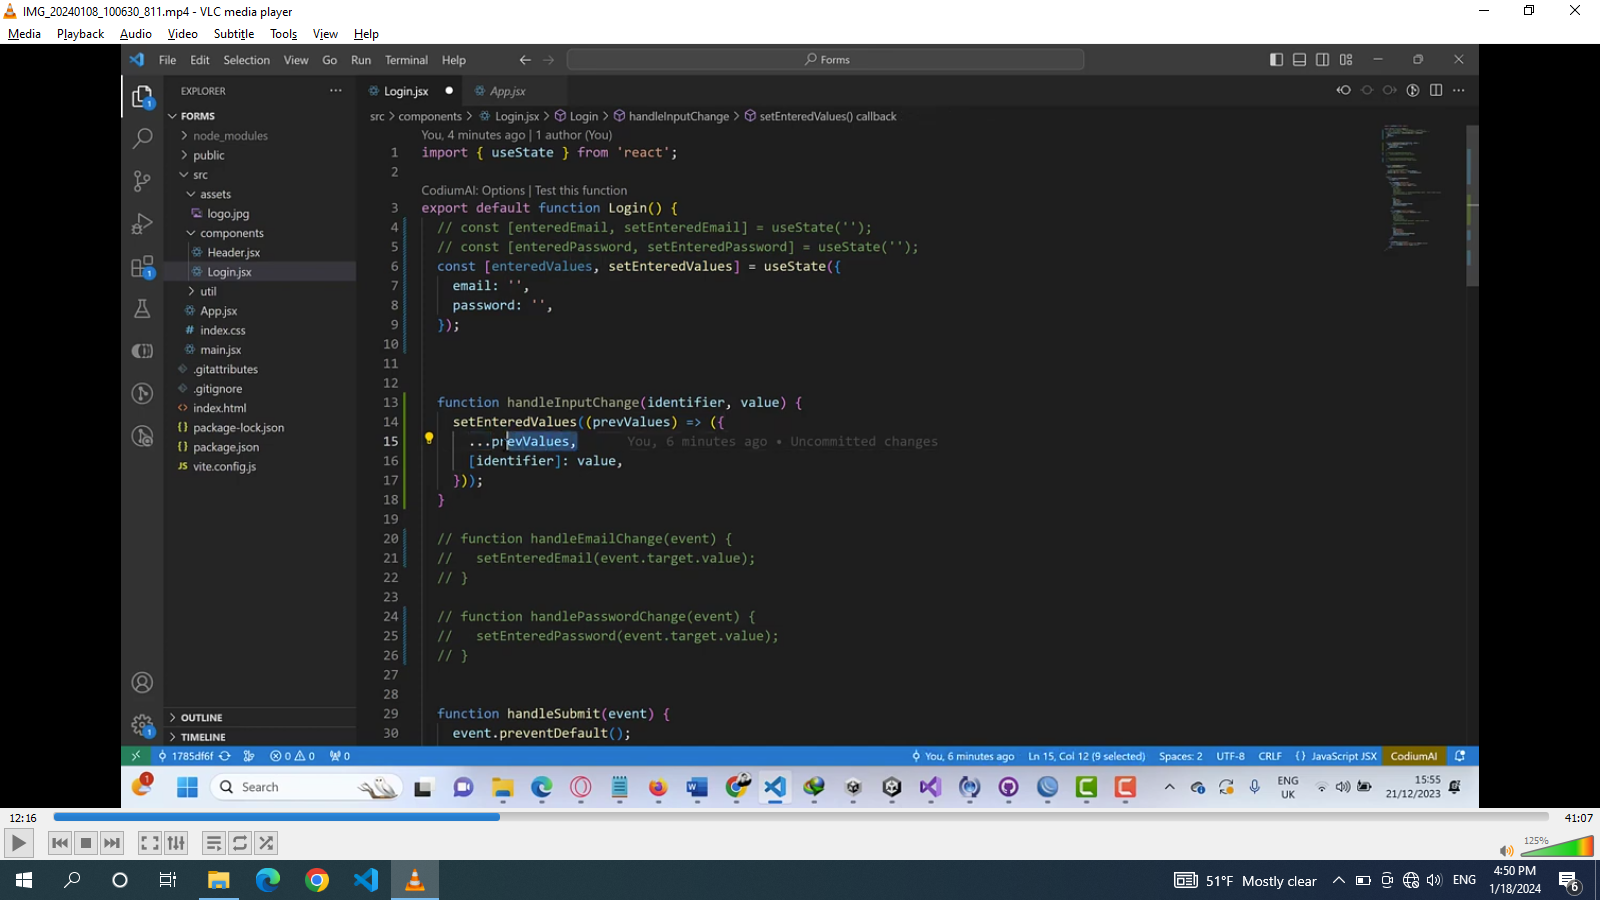 IMG_20240108_100630_811.mp4 - VLC media player
Media Playback Audio Video Subtitle Tools View Help
File Edit Selection View Go Run Terminal Help
Forms
EXPLORER
Login.jsx
App.jsx
FORMS
node_modules
public
src
assets
logo.jpg
components
Header.jsx
Login.jsx
util
App.jsx
# index.css
main.jsx
.gitattributes
.gitignore
<> index.html
{} package-lock.json
{} package.json
JS vite.config.js
OUTLINE
TIMELINE
src > components > Login.jsx > Login > handleInputChange > setEnteredValues() callback
You, 4 minutes ago | 1 author (You)
1 import { useState } from 'react';
2
CodiumAI: Options | Test this function
3 export default function Login() {
4 // const [enteredEmail, setEnteredEmail] = useState('');
5 // const [enteredPassword, setEnteredPassword] = useState('');
6 const [enteredValues, setEnteredValues] = useState({
7 email: '',
8 password: '',
9 });
10
11
12
13 function handleInputChange(identifier, value) {
14 setEnteredValues((prevValues) => ({
15 ...prevValues, You, 6 minutes ago • Uncommitted changes
16 [identifier]: value,
17 }));
18 }
19
20 // function handleEmailChange(event) {
21 // setEnteredEmail(event.target.value);
22 // }
23
24 // function handlePasswordChange(event) {
25 // setEnteredPassword(event.target.value);
26 // }
27
28
29 function handleSubmit(event) {
30 event.preventDefault();
1785df6f 0 0 0 You, 6 minutes ago Ln 15, Col 12 (9 selected) Spaces: 2 UTF-8 CRLF {} JavaScript JSX CodiumAI
1 Search ENG UK 15:55 21/12/2023
12:16 41:07
125%
51°F Mostly clear ENG 4:50 PM 1/18/2024 6